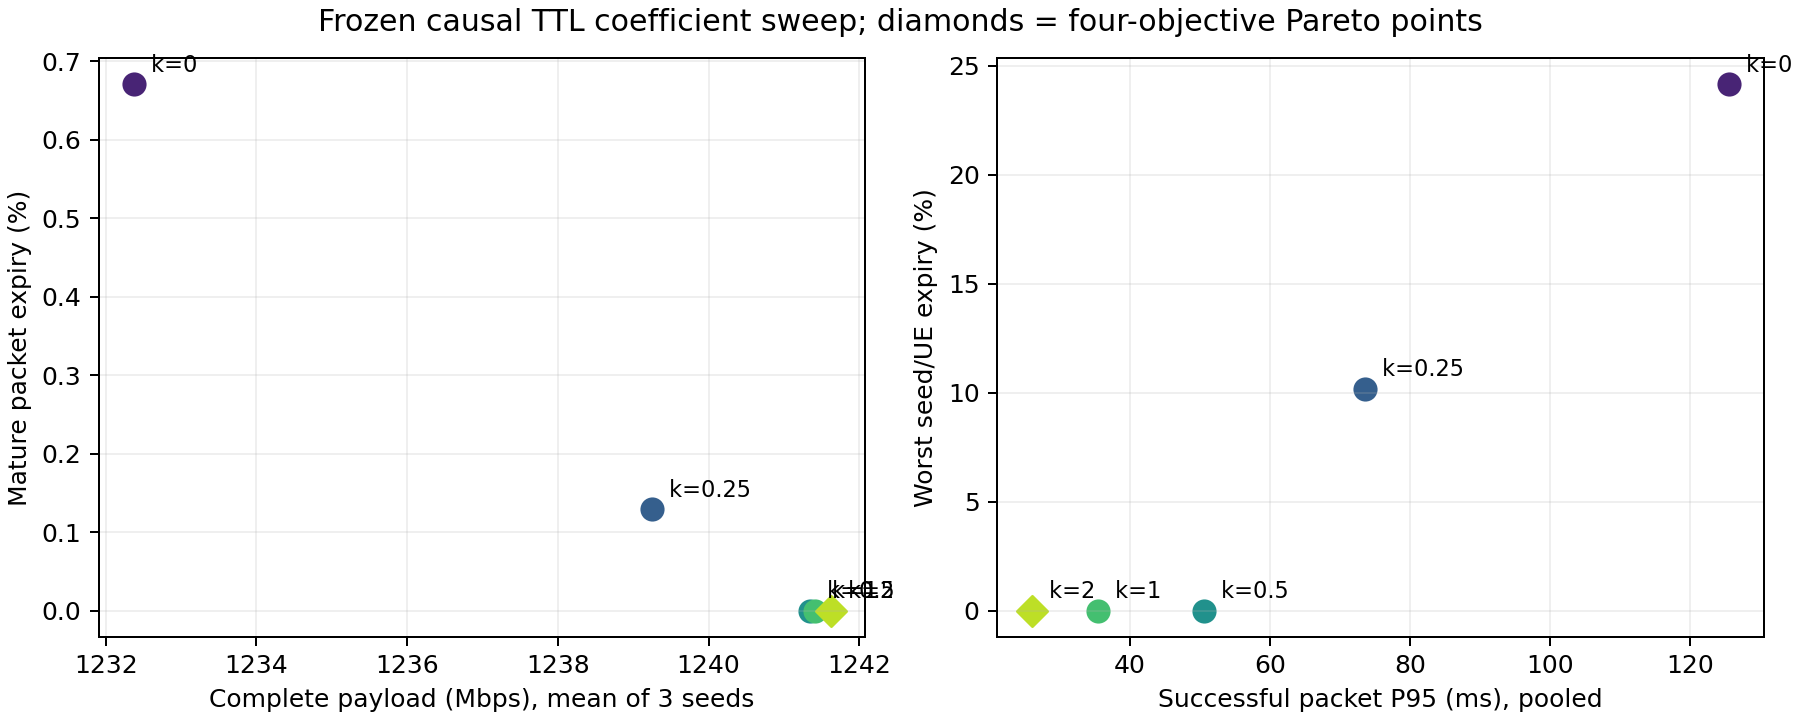 Frozen causal TTL coefficient sweep; diamonds = four-objective Pareto points
Mature packet expiry (%)
0.7
0.6
0.5
0.4
0.3
0.2
0.1
0.0
k=0
k=0.25
1232
1234
1236
1238
1240
1242
Complete payload (Mbps), mean of 3 seeds
Worst seed/UE expiry (%)
25
20
15
10
5
0
k=0
k=0.25
k=2
k=1
k=0.5
40
60
80
100
120
Successful packet P95 (ms), pooled